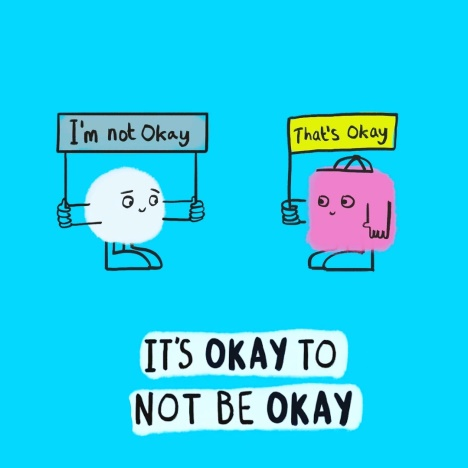 I'm not Okay
That's Okay
IT'S OKAY TO
NOT BE OKAY